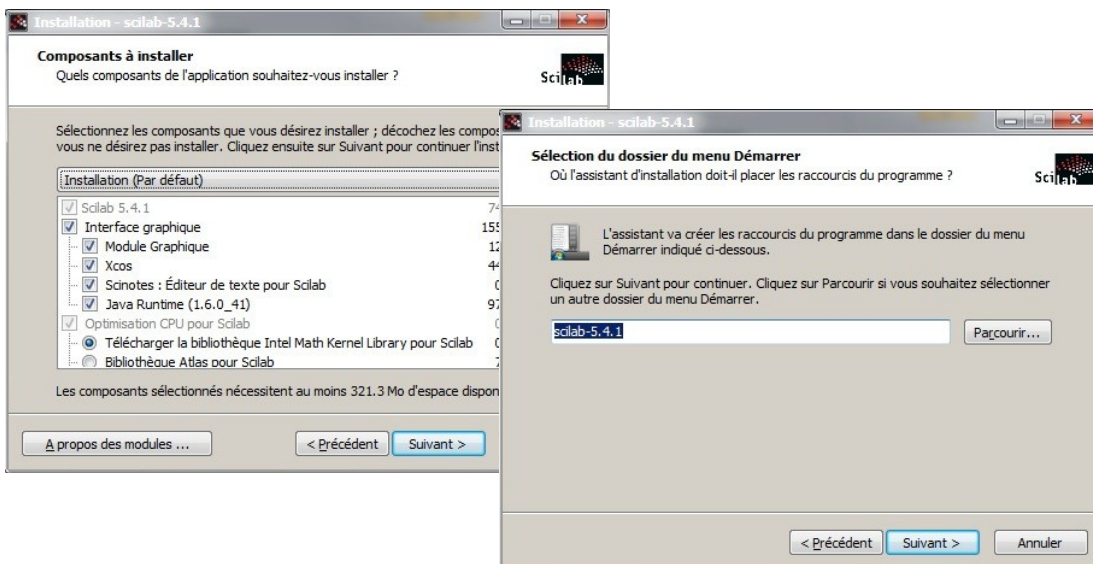 Installation - scilab-5.4.1
Composants à installer
Quels composants de l'application souhaitez-vous installer ?
Scilab
Sélectionnez les composants que vous désirez installer ; décochez les
vous ne désirez pas installer. Cliquez ensuite sur Suivant pour continuer
Installation (Par défaut)
Scilab 5.4.1
Interface graphique
Module Graphique
Xcos
Scinotes : Éditeur de texte pour Scilab
Java Runtime (1.6.0_41)
Optimisation CPU pour Scilab
Télécharger la bibliothèque Intel Math Kernel Library pour Scilab
Bibliothèque Atlas pour Scilab
Les composants sélectionnés nécessitent au moins 321.3 Mo d'espace
A propos des modules ...
< Précédent
Suivant >
Installation - scilab-5.4.1
Sélection du dossier du menu Démarrer
Où l'assistant d'installation doit-il placer les raccourcis du programme ?
Scilab
L'assistant va créer les raccourcis du programme dans le dossier du menu
Démarrer indiqué ci-dessous.
Cliquez sur Suivant pour continuer. Cliquez sur Parcourir si vous souhaitez sélectionner
un autre dossier du menu Démarrer.
scilab-5.4.1
Parcourir...
< Précédent
Suivant >
Annuler